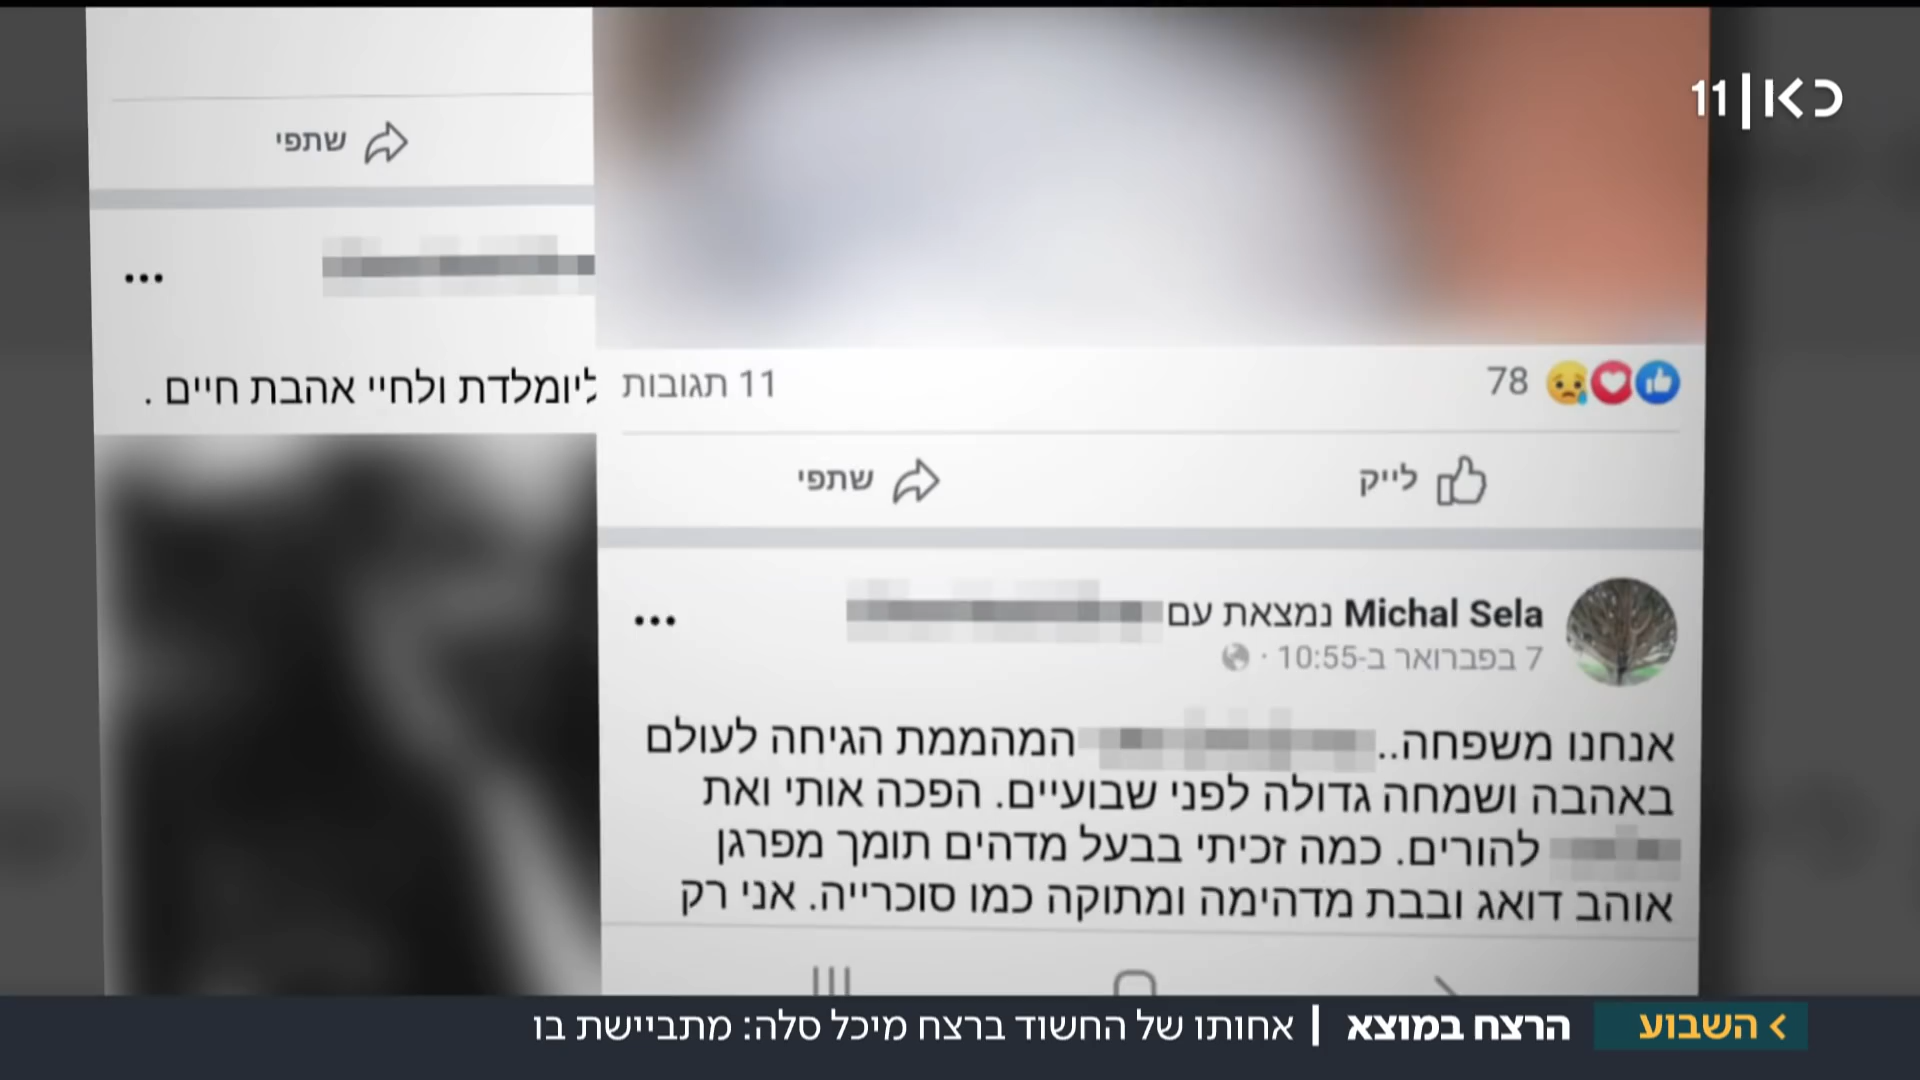 כאן | 11
שתפי
ליומלדת ולחיי אהבת חיים .
78
11 תגובות
לייק
שתפי
Michal Sela נמצאת עם
7 בפברואר ב-10:55 ·
אנחנו משפחה.. המהממת הגיחה לעולם
באהבה ושמחה גדולה לפני שבועיים. הפכה אותי ואת
להורים. כמה זכיתי בבעל מדהים תומך מפרגן
אוהב דואג ובבת מדהימה ומתוקה כמו סוכרייה. אני רק
השבוע
הרצח במוצא | אחותו של החשוד ברצח מיכל סלה: מתביישת בו